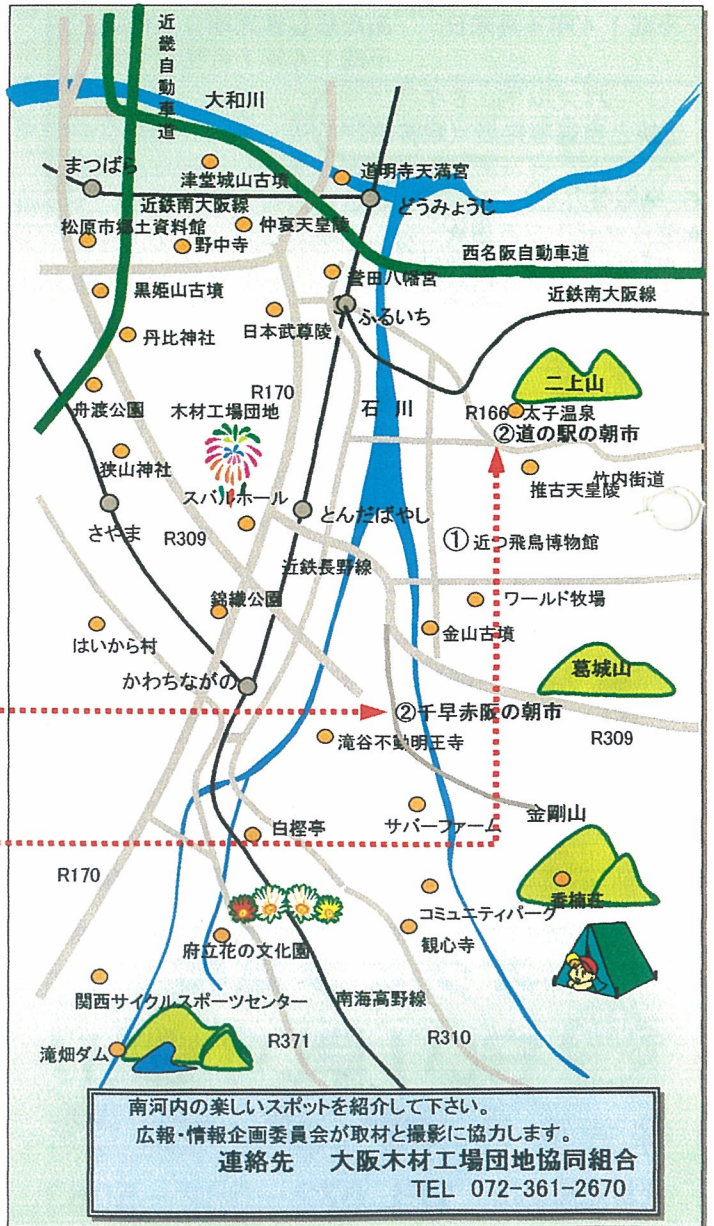 近畿自動車道
大和川
まつばら
津堂城山古墳
道明寺天満宮
近鉄南大阪線
どうみょうじ
松原市郷土資料館
仲哀天皇陵
野中寺
西名阪自動車道
誉田八幡宮
黒姫山古墳
近鉄南大阪線
ふるいち
日本武尊陵
丹比神社
二上山
R170
石川
舟渡公園
木材工場団地
R166
太子温泉
②道の駅の朝市
狭山神社
竹内街道
推古天皇陵
スバルホール
とんだばやし
さやま
R309
①近つ飛鳥博物館
近鉄長野線
ワールド牧場
錦織公園
金山古墳
はいから村
葛城山
かわちながの
②千早赤阪の朝市
R309
滝谷不動明王寺
金剛山
サバーファーム
白樫亭
R170
香楠荘
コミュニティパーク
観心寺
府立花の文化園
関西サイクルスポーツセンター
南海高野線
R371
R310
滝畑ダム
南河内の楽しいスポットを紹介して下さい。
広報・情報企画委員会が取材と撮影に協力します。
連絡先 大阪木材工場団地協同組合
TEL 072-361-2670